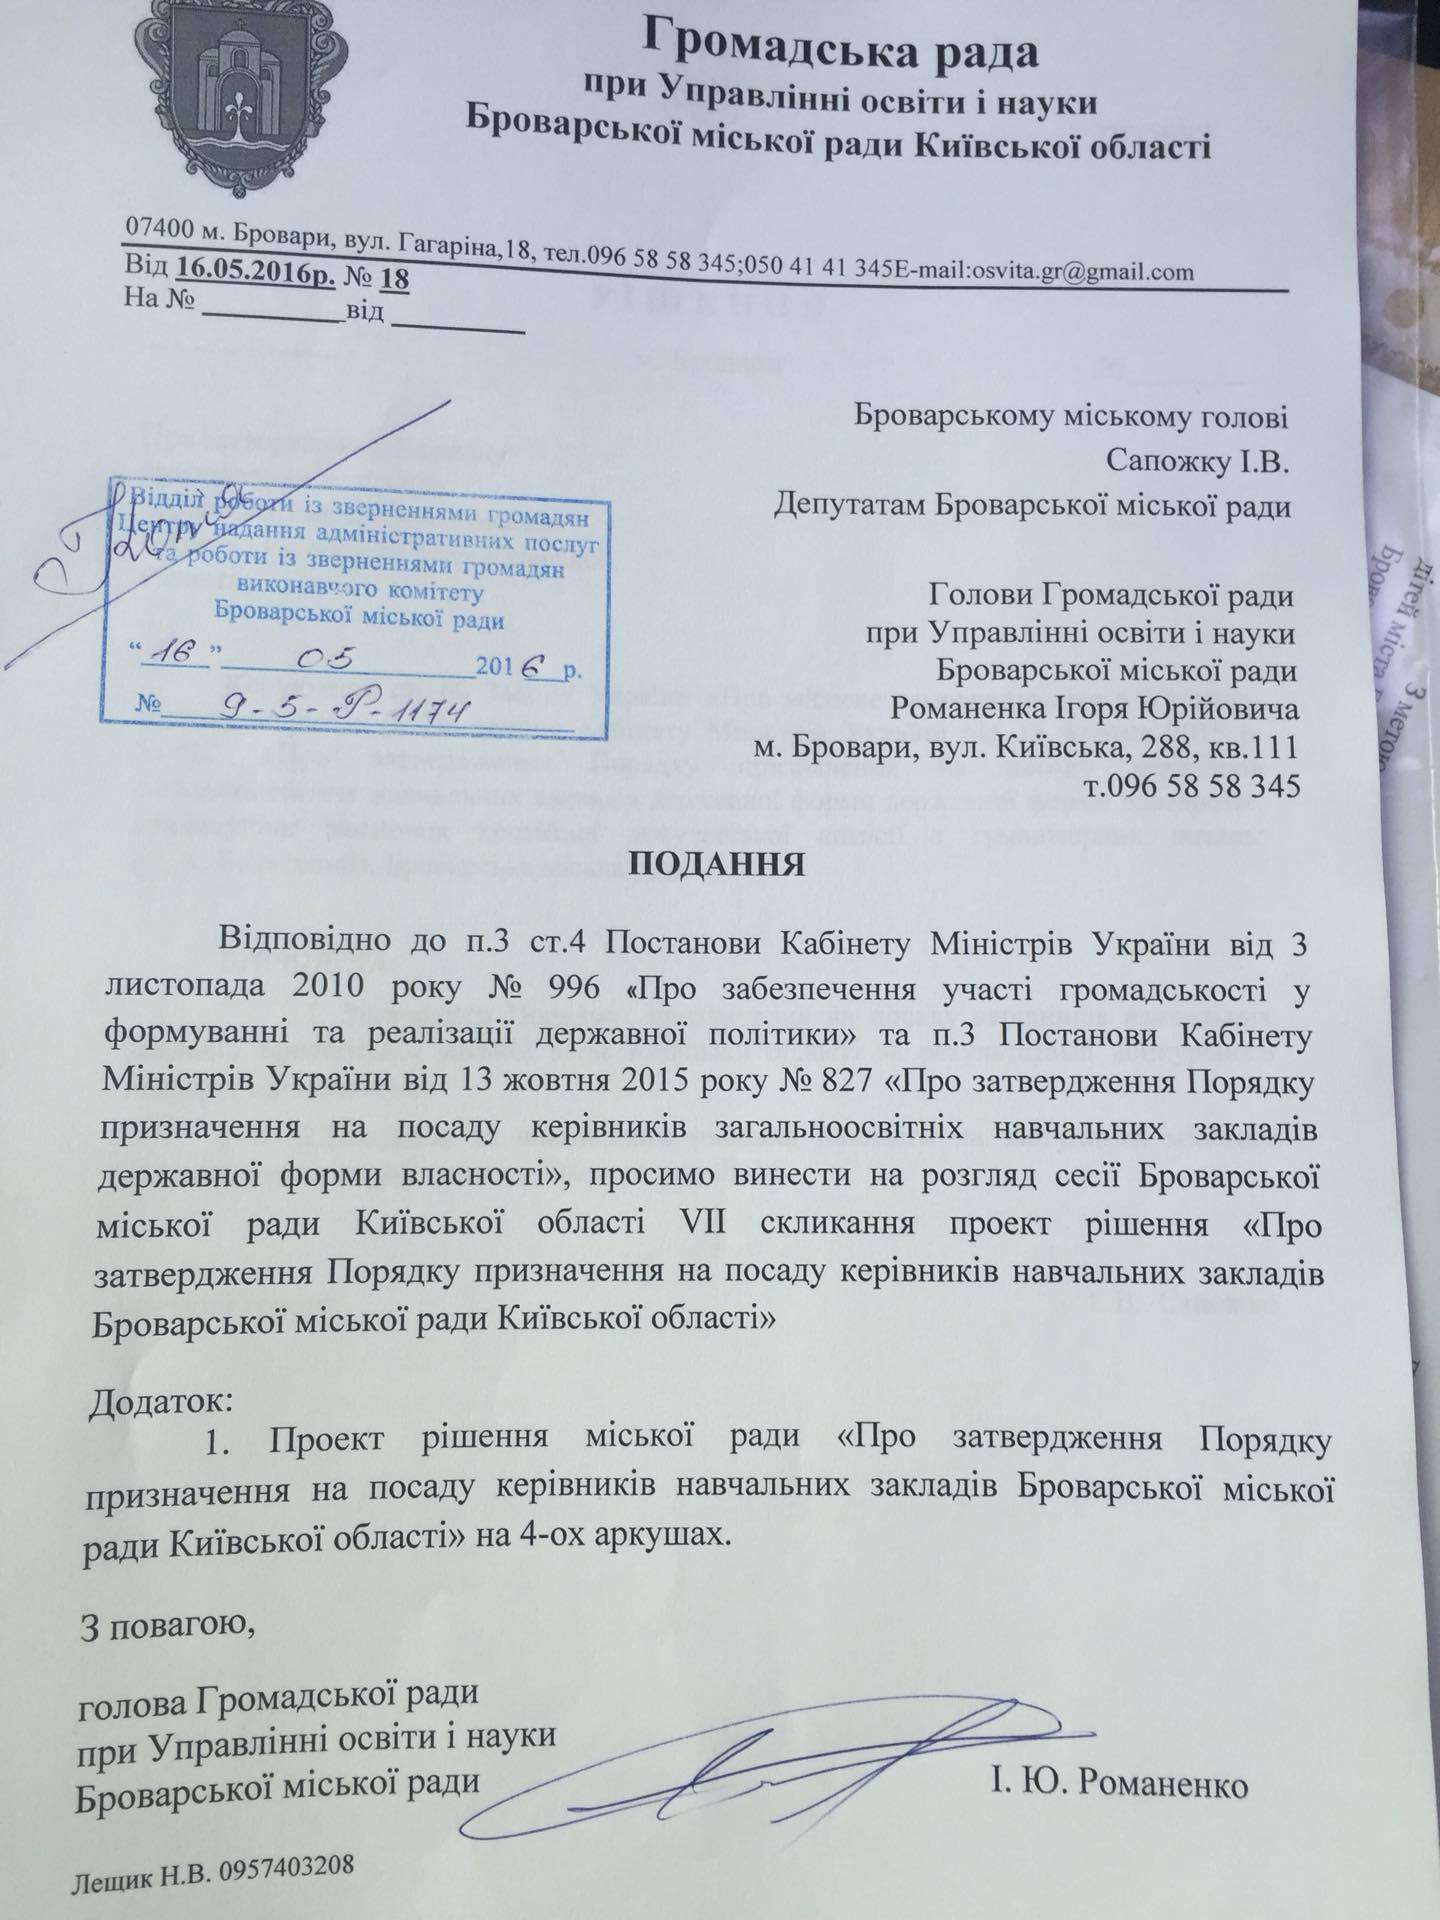 Громадська рада
при Управлінні освіти і науки
Броварської міської ради Київської області
07400 м. Бровари, вул. Гагаріна,18, тел.096 58 58 345;050 41 41 345E-mail:osvita.gr@gmail.com
Від 16.05.2016р. № 18
На № __________ від __________
Броварському міському голові
Сапожку І.В.
Депутатам Броварської міської ради
Відділ роботи із зверненнями громадян
Центру надання адміністративних послуг
та роботи із зверненнями громадян
виконавчого комітету
Броварської міської ради
“ 16 ” 05 2016 р.
№ 9-5-Р-1174
Голови Громадської ради
при Управлінні освіти і науки
Броварської міської ради
Романенка Ігоря Юрійовича
м. Бровари, вул. Київська, 288, кв.111
т.096 58 58 345
ПОДАННЯ
Відповідно до п.3 ст.4 Постанови Кабінету Міністрів України від 3
листопада 2010 року № 996 «Про забезпечення участі громадськості у
формуванні та реалізації державної політики» та п.3 Постанови Кабінету
Міністрів України від 13 жовтня 2015 року № 827 «Про затвердження Порядку
призначення на посаду керівників загальноосвітніх навчальних закладів
державної форми власності», просимо винести на розгляд сесії Броварської
міської ради Київської області VII скликання проект рішення «Про
затвердження Порядку призначення на посаду керівників навчальних закладів
Броварської міської ради Київської області»
Додаток:
1. Проект рішення міської ради «Про затвердження Порядку
призначення на посаду керівників навчальних закладів Броварської міської
ради Київської області» на 4-ох аркушах.
З повагою,
голова Громадської ради
при Управлінні освіти і науки
Броварської міської ради
І. Ю. Романенко
Лещик Н.В. 0957403208
дітей міста
З метою